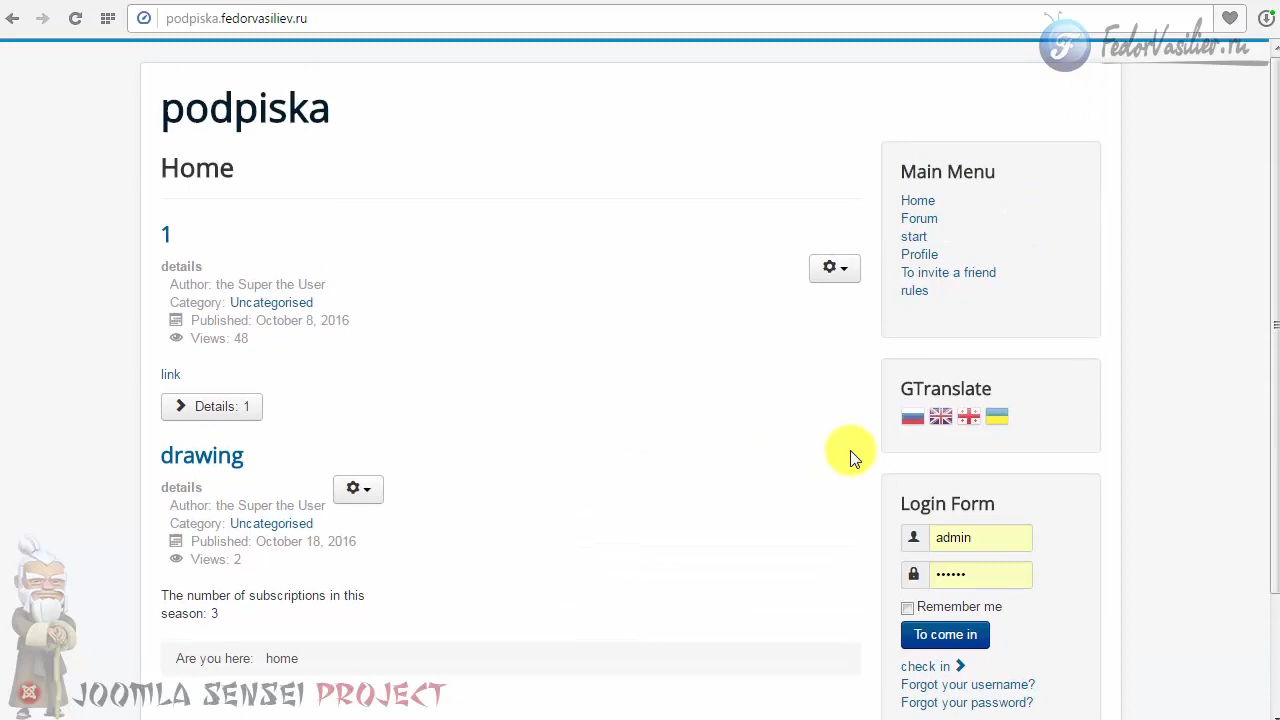 podpiska.fedorvasiliev.ru
FedorVasiliev.ru
podpiska
Home
1
details
Author: the Super the User
Category: Uncategorised
Published: October 8, 2016
Views: 48
link
Details: 1
drawing
details
Author: the Super the User
Category: Uncategorised
Published: October 18, 2016
Views: 2
The number of subscriptions in this
season: 3
Are you here: home
Main Menu
Home
Forum
start
Profile
To invite a friend
rules
GTranslate
Login Form
admin
••••••
Remember me
To come in
check in
Forgot your username?
Forgot your password?
JOOMLA SENSEI PROJECT